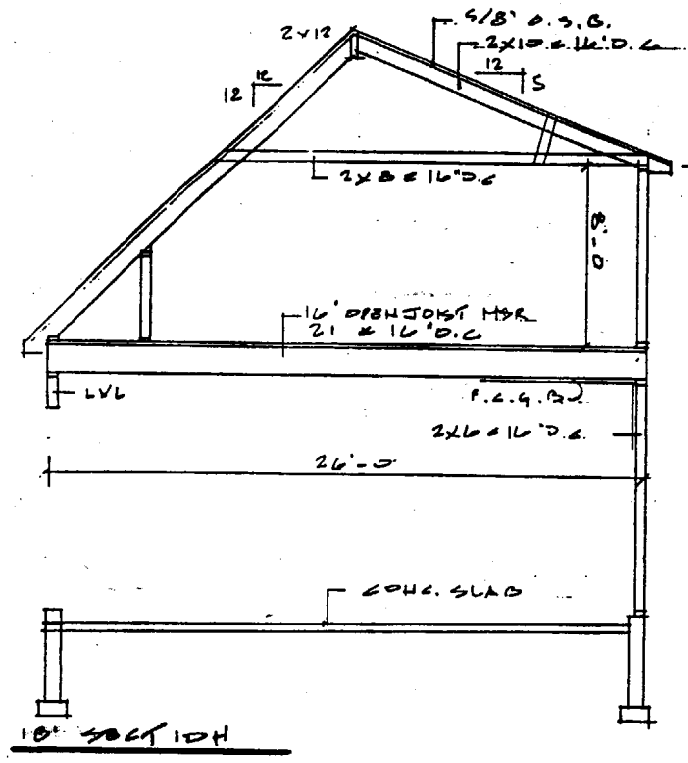 5/8" O.S.B.
2x12
2x10 @ 16"O.C.
12
5
12
12
2x8 @ 16"O.C
8'-0
16" OPEN JOIST
21 @ 16"O.C
LVL
F.C.G.B.
2x6 @ 16"O.C.
26'-0"
CONC. SLAB
SECTION